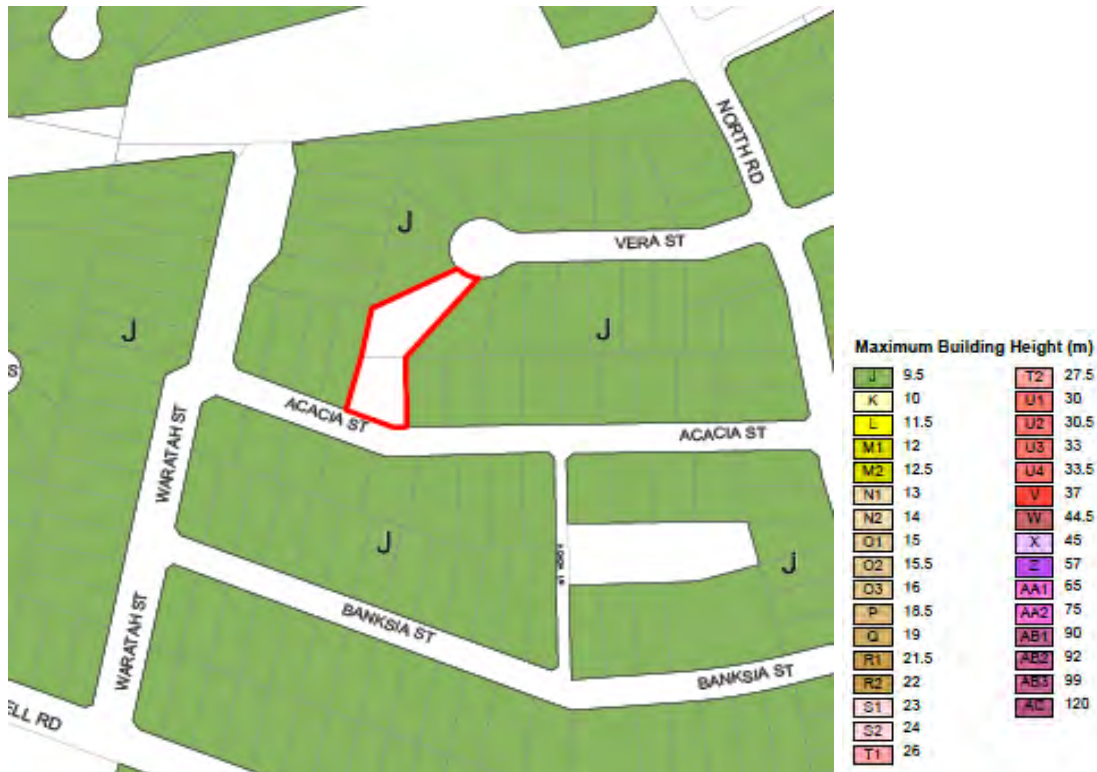 NORTH RD
J
VERA ST
J
J
S
ACACIA ST
ACACIA ST
WARATAH ST
J
J
BANKSIA ST
WARATAH ST
BANKSIA ST
ELL RD
Maximum Building Height (m)
J 9.5
K 10
L 11.5
M1 12
M2 12.5
N1 13
N2 14
O1 15
O2 15.5
O3 16
P 18.5
Q 19
R1 21.5
R2 22
S1 23
S2 24
T1 26
T2 27.5
U1 30
U2 30.5
U3 33
U4 33.5
V 37
W 44.5
X 45
Z 57
AA1 65
AA2 75
AB1 90
AB2 92
AB3 99
AC 120